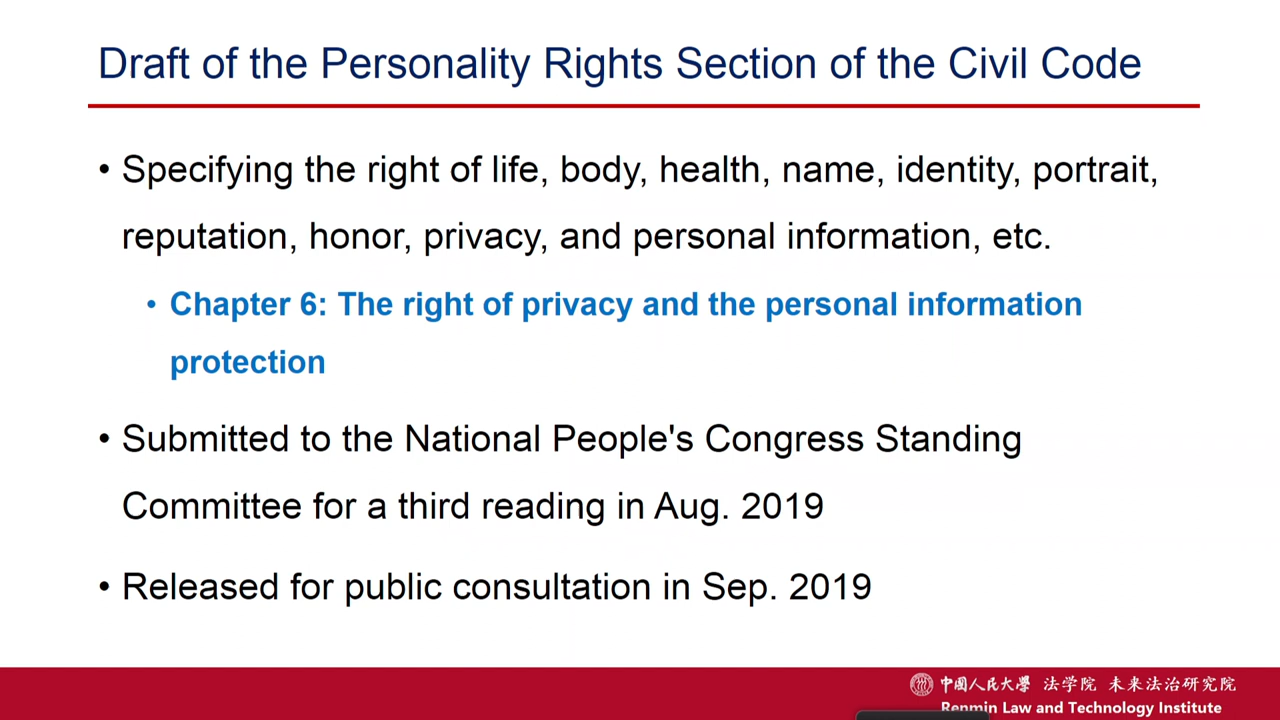 Draft of the Personality Rights Section of the Civil Code
• Specifying the right of life, body, health, name, identity, portrait,
reputation, honor, privacy, and personal information, etc.
• Chapter 6: The right of privacy and the personal information
protection
• Submitted to the National People's Congress Standing
Committee for a third reading in Aug. 2019
• Released for public consultation in Sep. 2019
中國人民大學 法学院 未来法治研究院
Renmin Law and Technology Institute